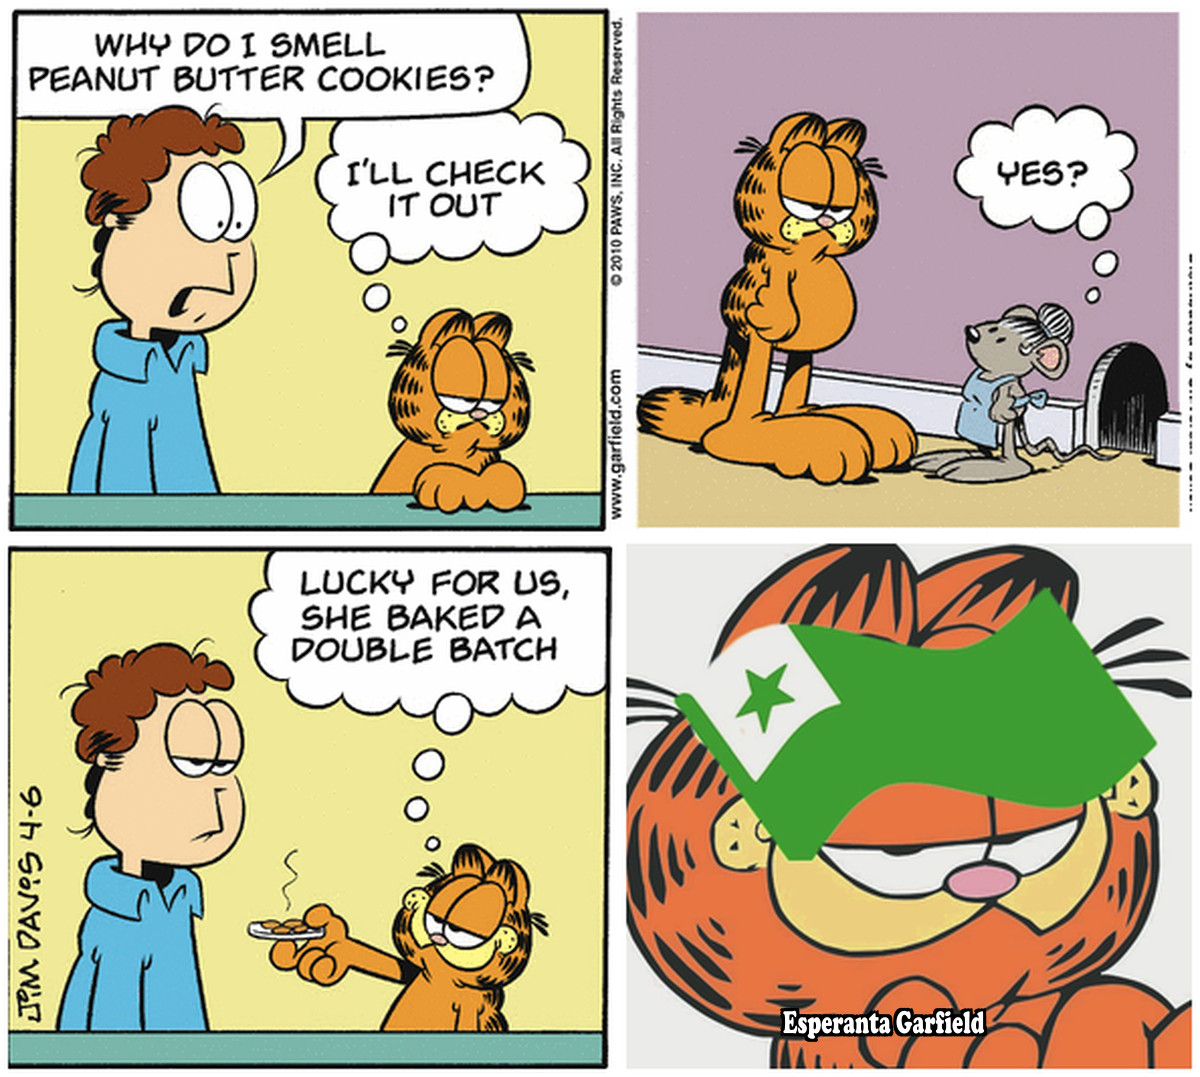 WHY DO I SMELL
PEANUT BUTTER COOKIES?
I'LL CHECK
IT OUT
© 2010 PAWS, INC. All Rights Reserved.
www.garfield.com
YES?
LUCKY FOR US,
SHE BAKED A
DOUBLE BATCH
JIM DAVIS 4-6
Esperanta Garfield